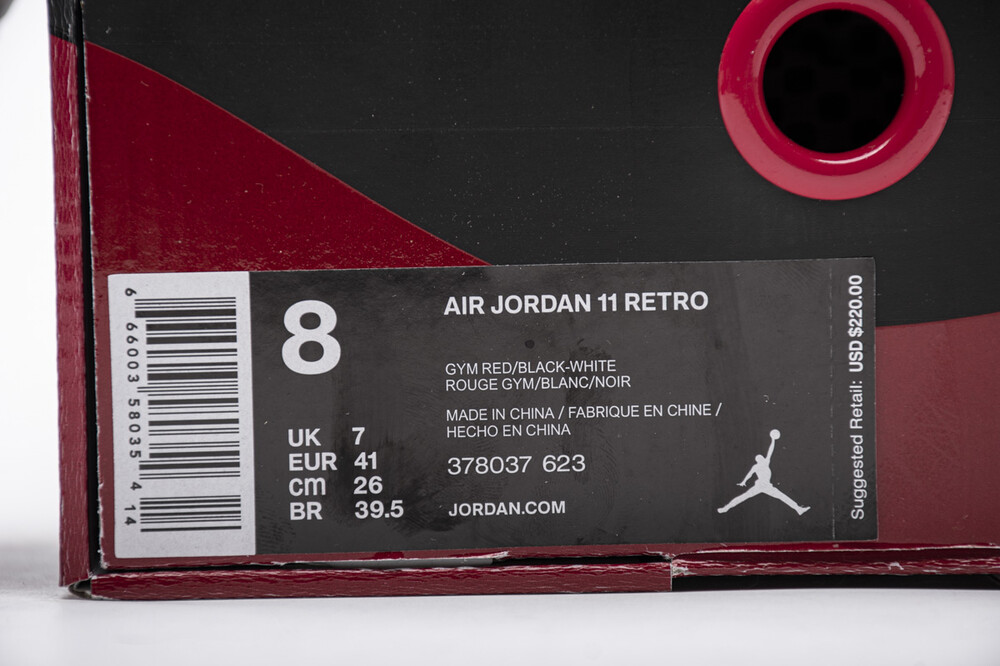 6 66003 58035 4 14
8
UK 7
EUR 41
CM 26
BR 39.5
AIR JORDAN 11 RETRO
GYM RED/BLACK-WHITE
ROUGE GYM/BLANC/NOIR
MADE IN CHINA / FABRIQUE EN CHINE /
HECHO EN CHINA
378037 623
JORDAN.COM
Suggested Retail: USD $220.00